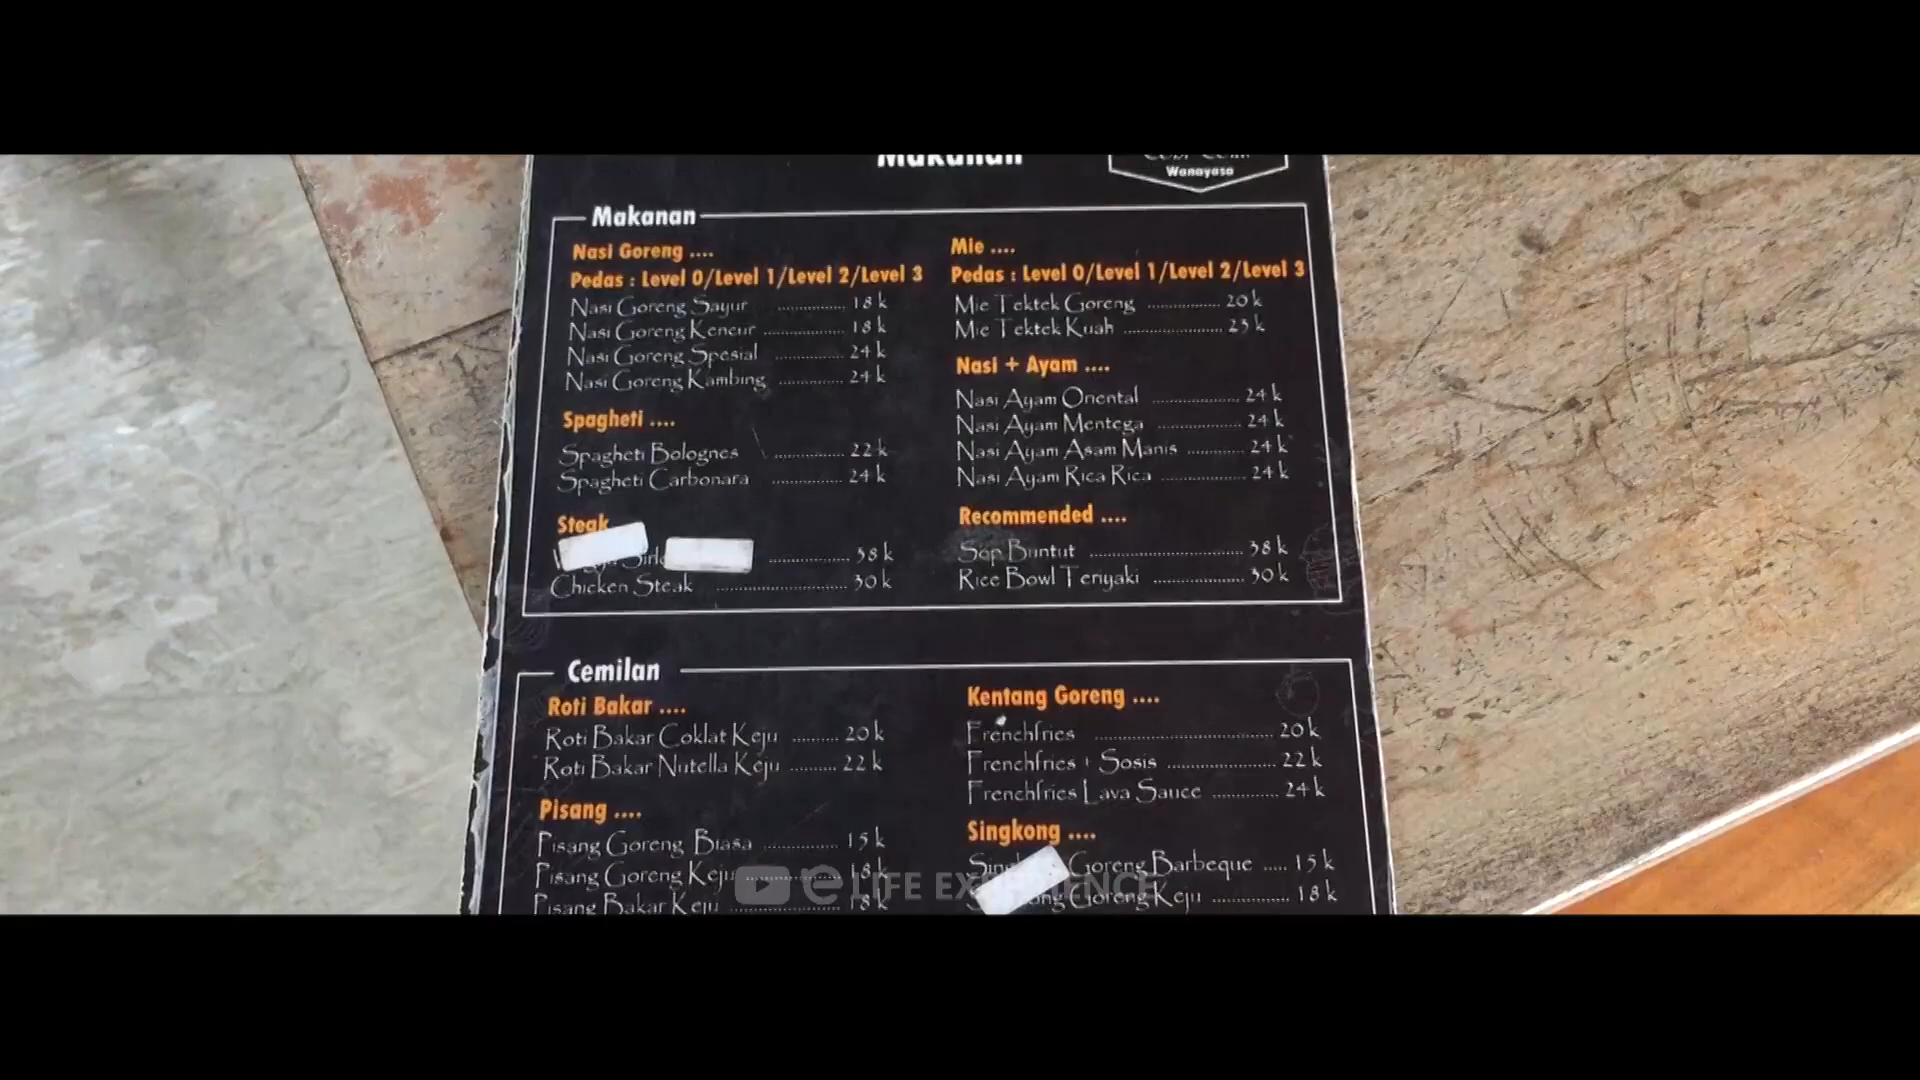 Makanan
Wanayasa
Makanan
Nasi Goreng ....
Pedas : Level 0/Level 1/Level 2/Level 3
Nasi Goreng Sayur .............. 18 k
Nasi Goreng Kencur .............. 18 k
Nasi Goreng Spesial .............. 24 k
Nasi Goreng Kambing .............. 24 k
Spagheti ....
Spagheti Bolognes .............. 22 k
Spagheti Carbonara .............. 24 k
Steak
.............. 38 k
Chicken Steak .............. 30 k
Mie ....
Pedas : Level 0/Level 1/Level 2/Level 3
Mie Tektek Goreng .............. 20 k
Mie Tektek Kuah .............. 23 k
Nasi + Ayam ....
Nasi Ayam Oriental .............. 24 k
Nasi Ayam Mentega .............. 24 k
Nasi Ayam Asam Manis .............. 24 k
Nasi Ayam Rica Rica .............. 24 k
Recommended ....
Sop Buntut .............. 38 k
Rice Bowl Teriyaki .............. 30 k
Cemilan
Roti Bakar ....
Roti Bakar Coklat Keju ......... 20 k
Roti Bakar Nutella Keju ......... 22 k
Pisang ....
Pisang Goreng Biasa .............. 15 k
Pisang Goreng Keju .............. 18 k
Pisang Bakar Keju .............. 18 k
Kentang Goreng ....
Frenchfries .............. 20 k
Frenchfries + Sosis .............. 22 k
Frenchfries Lava Sauce .............. 24 k
Singkong ....
Goreng Barbeque ..... 15 k
Goreng Keju .............. 18 k
LIFE EXPERIENCE